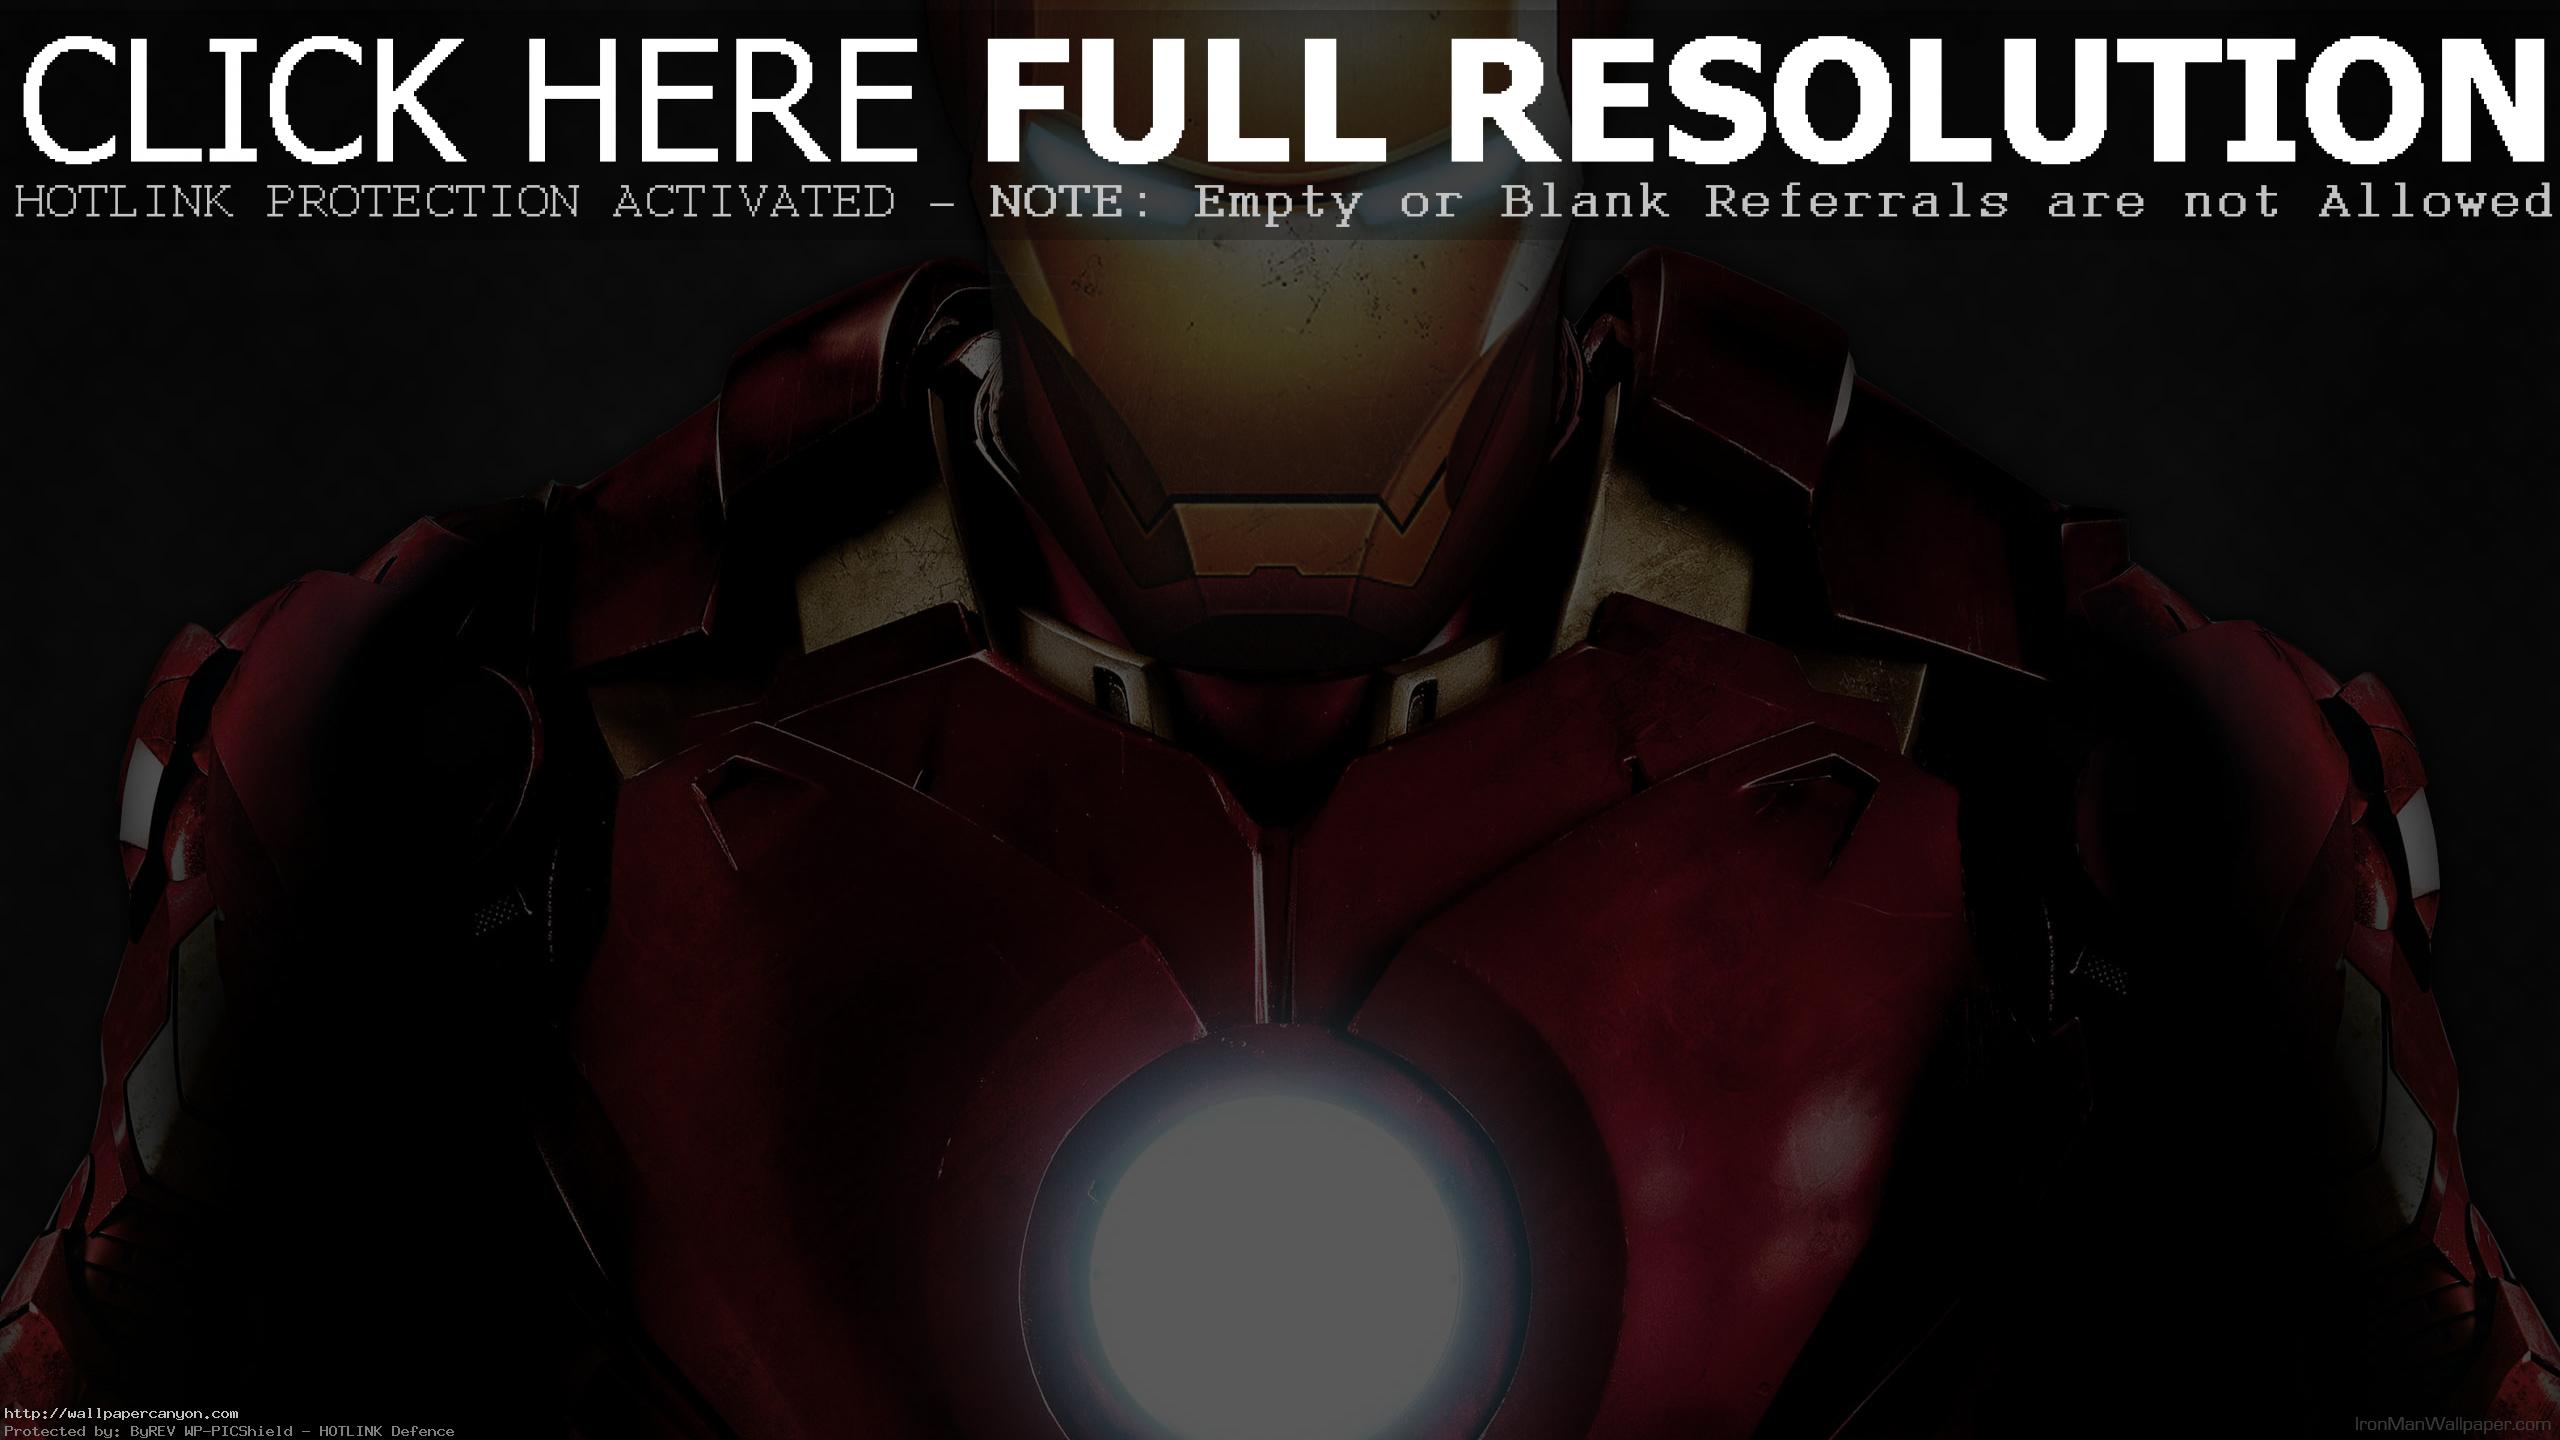 CLICK HERE FULL RESOLUTION
HOTLINK PROTECTION ACTIVATED - NOTE: Empty or Blank Referrals are not Allowed
http://wallpapercanyon.com
Protected by: ByREV WP-PICShield - HOTLINK Defence
IronManWallpaper.com